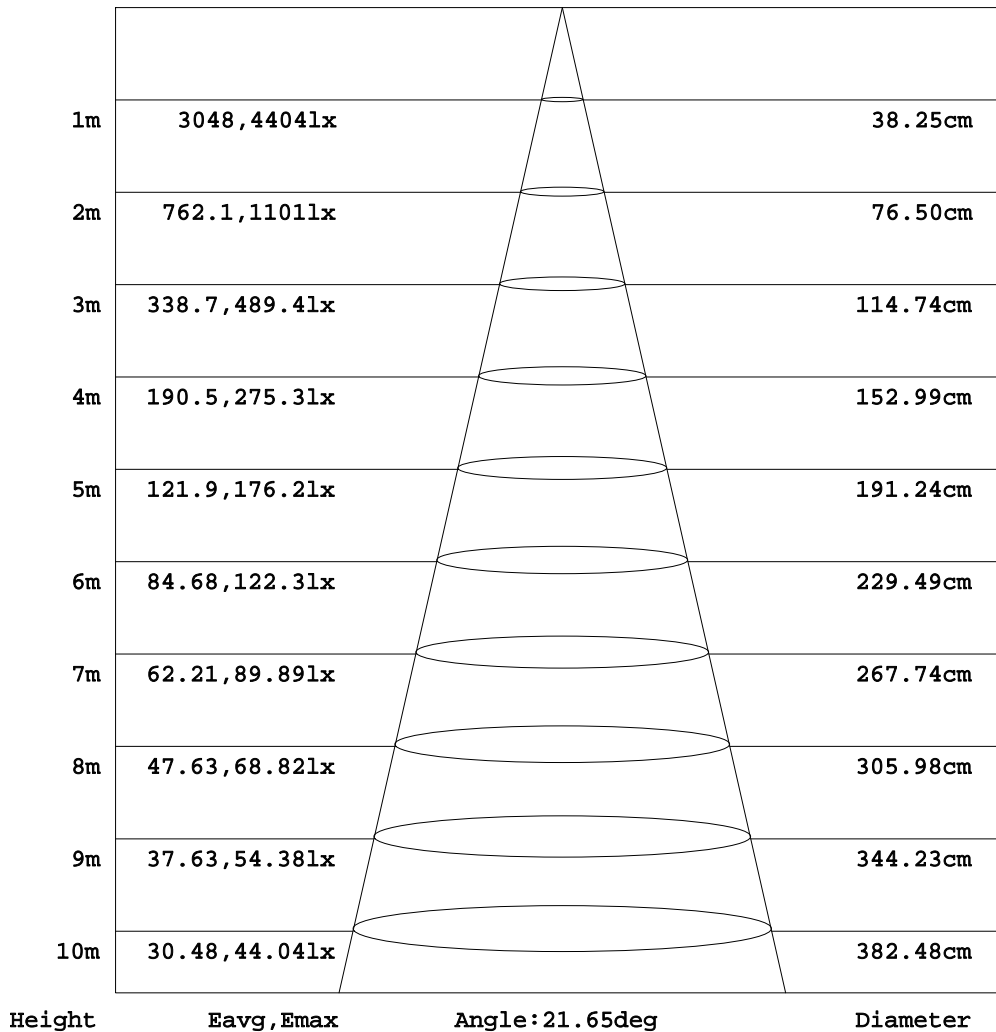 1m 3048,4404lx 38.25cm
2m 762.1,1101lx 76.50cm
3m 338.7,489.4lx 114.74cm
4m 190.5,275.3lx 152.99cm
5m 121.9,176.2lx 191.24cm
6m 84.68,122.3lx 229.49cm
7m 62.21,89.89lx 267.74cm
8m 47.63,68.82lx 305.98cm
9m 37.63,54.38lx 344.23cm
10m 30.48,44.04lx 382.48cm
Height Eavg,Emax Angle:21.65deg Diameter